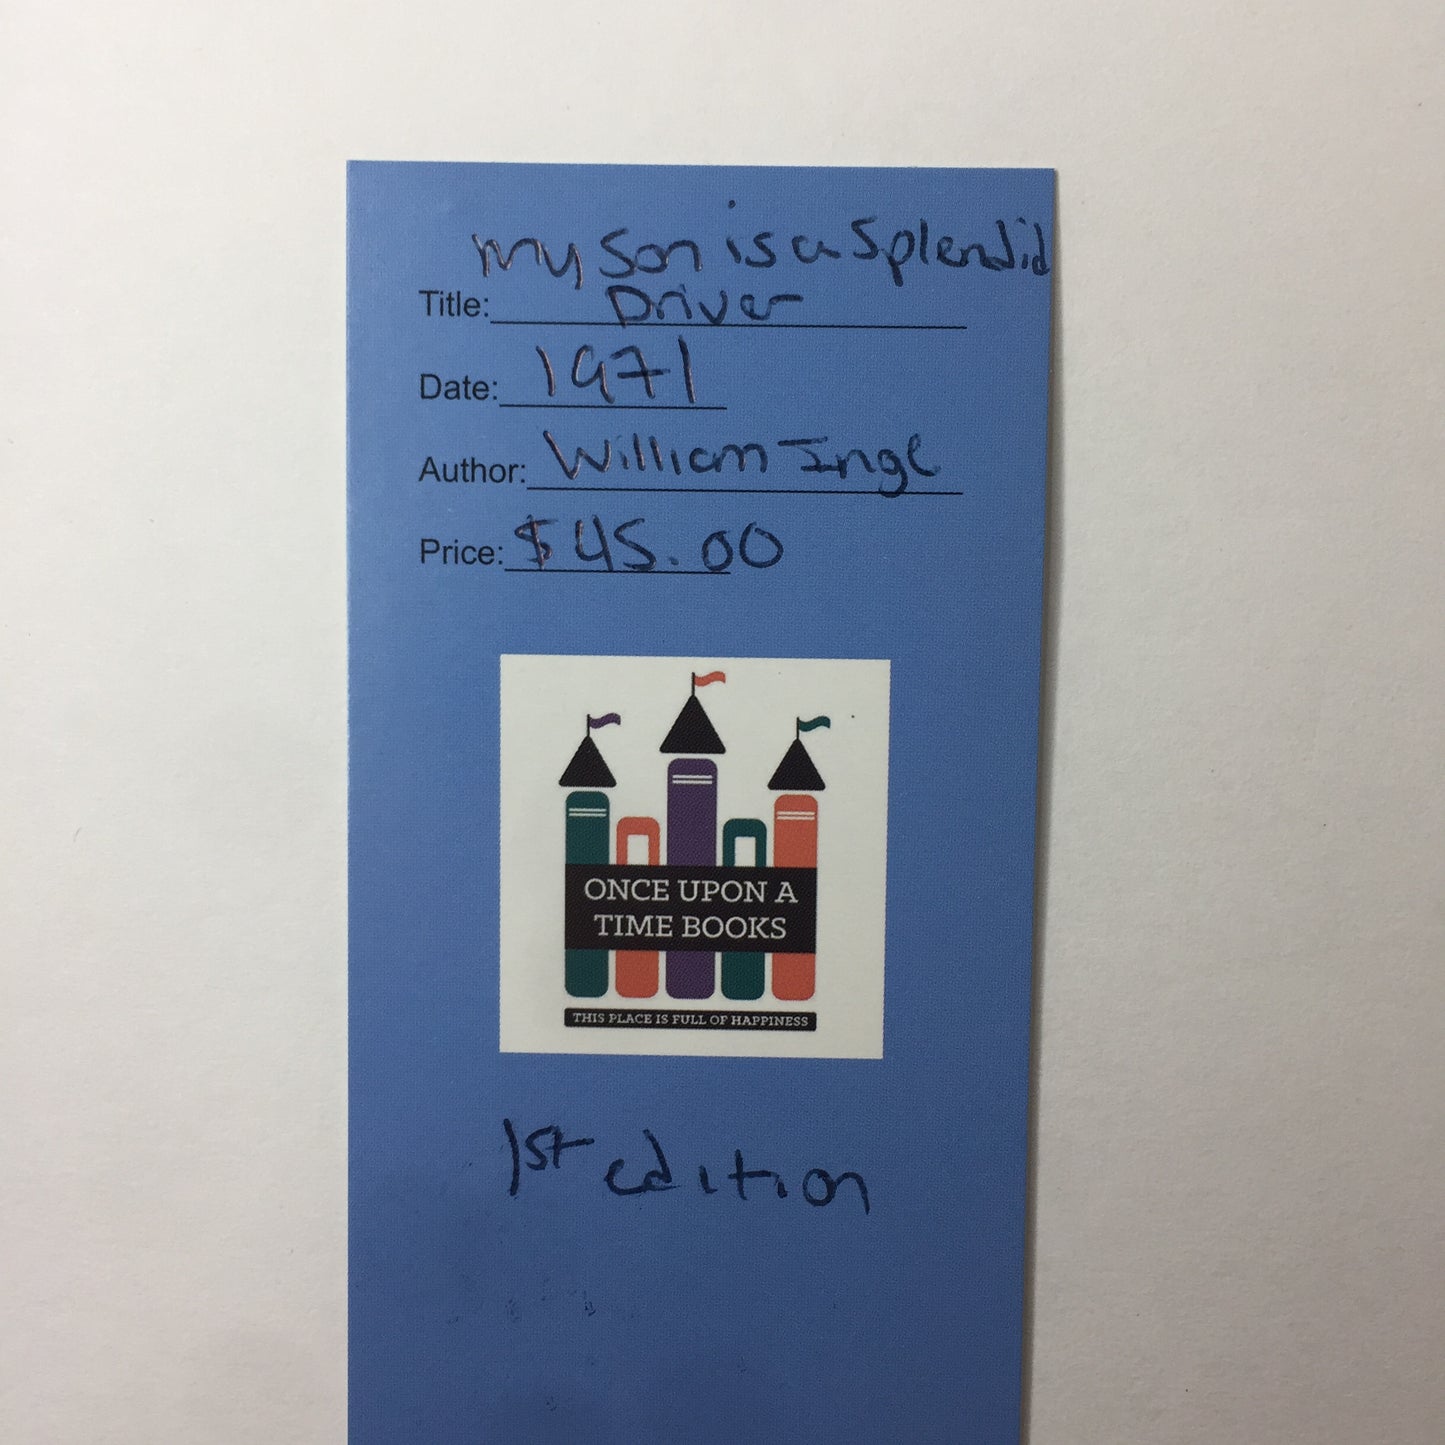 my son is a splendid
Title: Driver
Date: 1971
Author: William Inge
Price: $45.00
ONCE UPON A
TIME BOOKS
THIS PLACE IS FULL OF HAPPINESS
1st edition